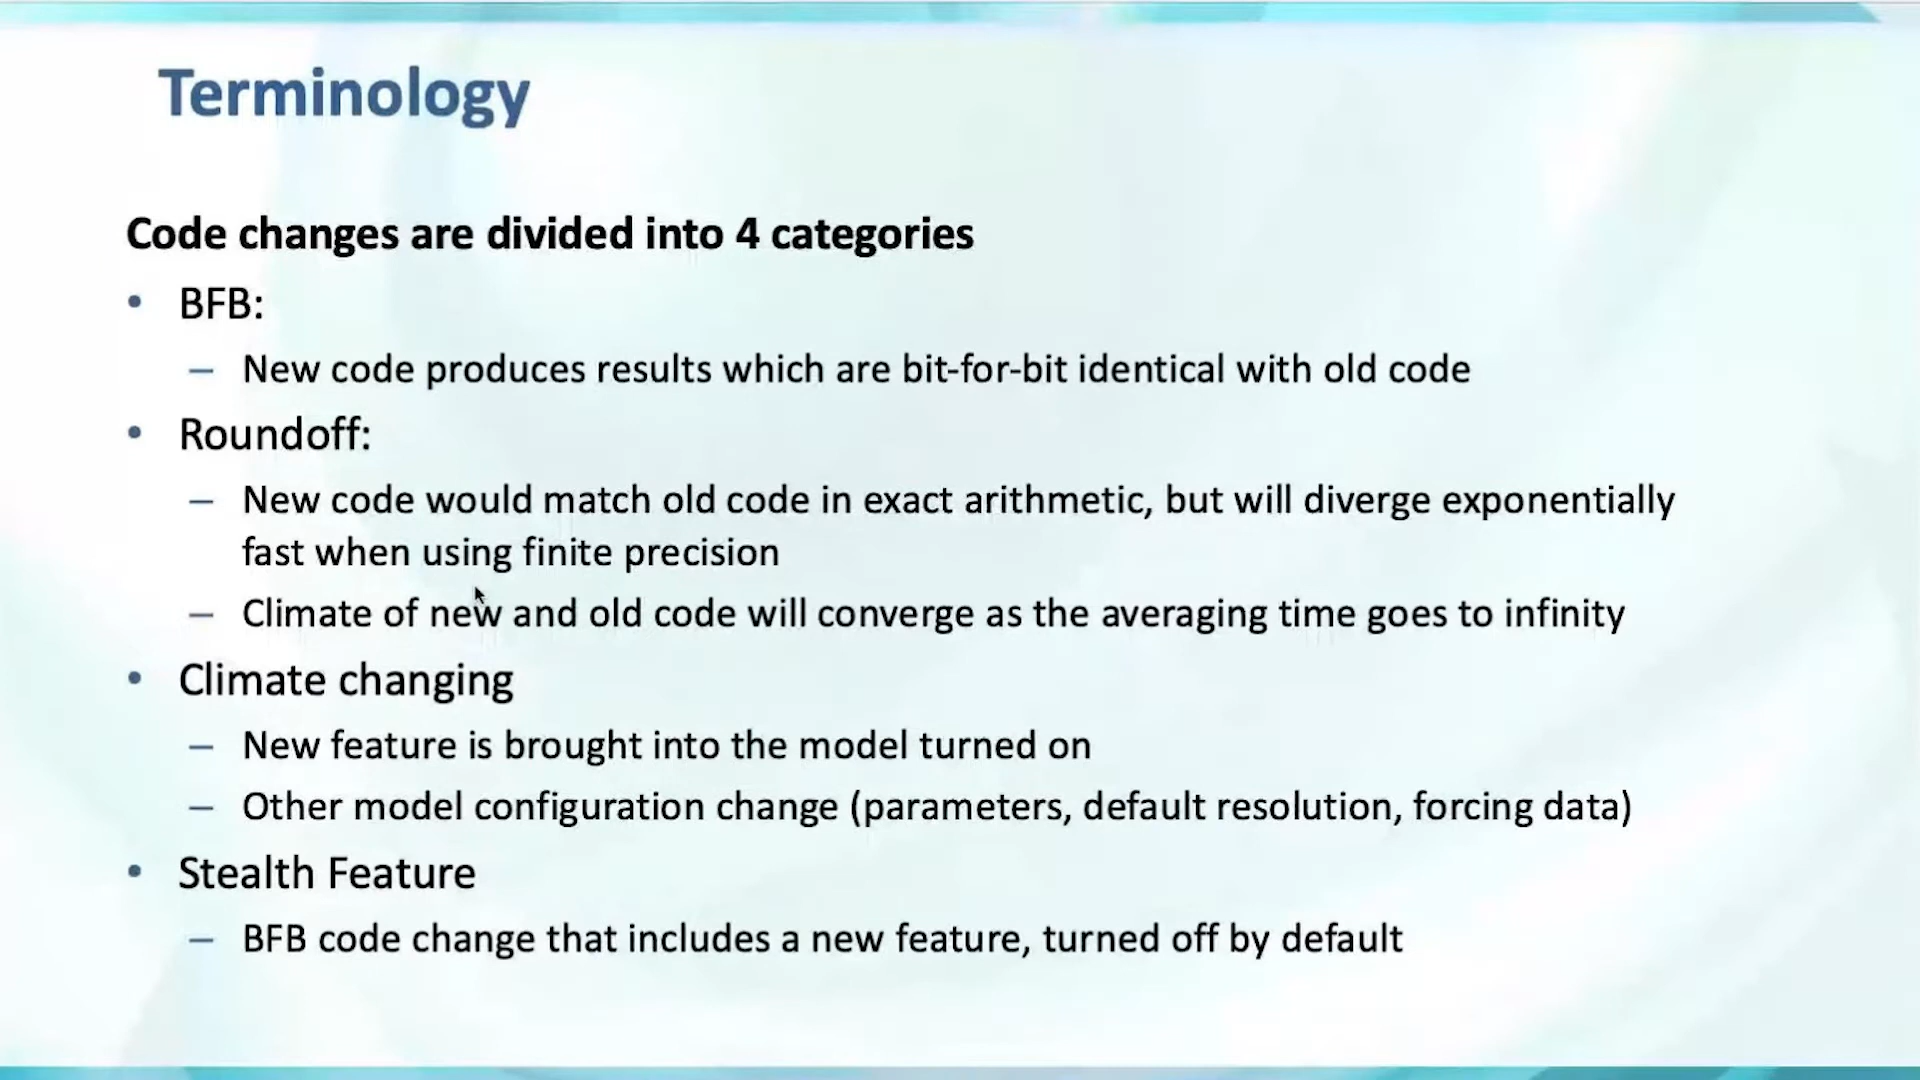 Terminology
Code changes are divided into 4 categories
• BFB:
– New code produces results which are bit-for-bit identical with old code
• Roundoff:
– New code would match old code in exact arithmetic, but will diverge exponentially
fast when using finite precision
– Climate of new and old code will converge as the averaging time goes to infinity
• Climate changing
– New feature is brought into the model turned on
– Other model configuration change (parameters, default resolution, forcing data)
• Stealth Feature
– BFB code change that includes a new feature, turned off by default